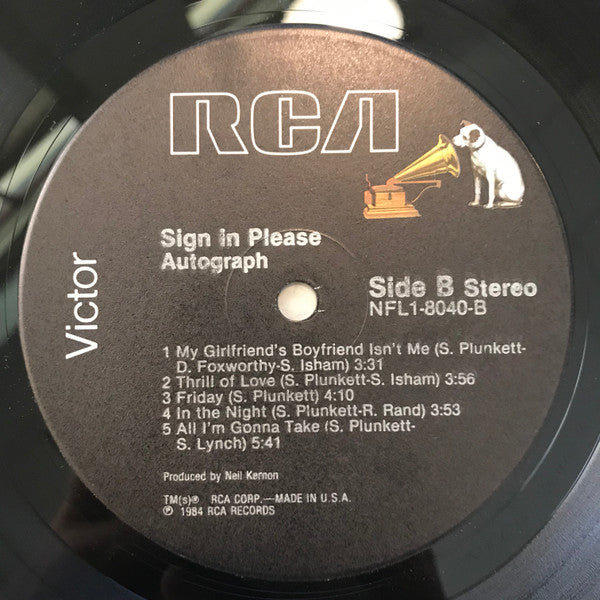 RCA
Victor
Sign in Please
Autograph
Side B Stereo
NFL1-8040-B
1 My Girlfriend's Boyfriend Isn't Me (S. Plunkett-
D. Foxworthy-S. Isham) 3:31
2 Thrill of Love (S. Plunkett-S. Isham) 3:56
3 Friday (S. Plunkett) 4:10
4 In the Night (S. Plunkett-R. Rand) 3:53
5 All I'm Gonna Take (S. Plunkett-
S. Lynch) 5:41
Produced by Neil Kernon
TM(s)® RCA CORP.—MADE IN U.S.A.
℗ 1984 RCA RECORDS